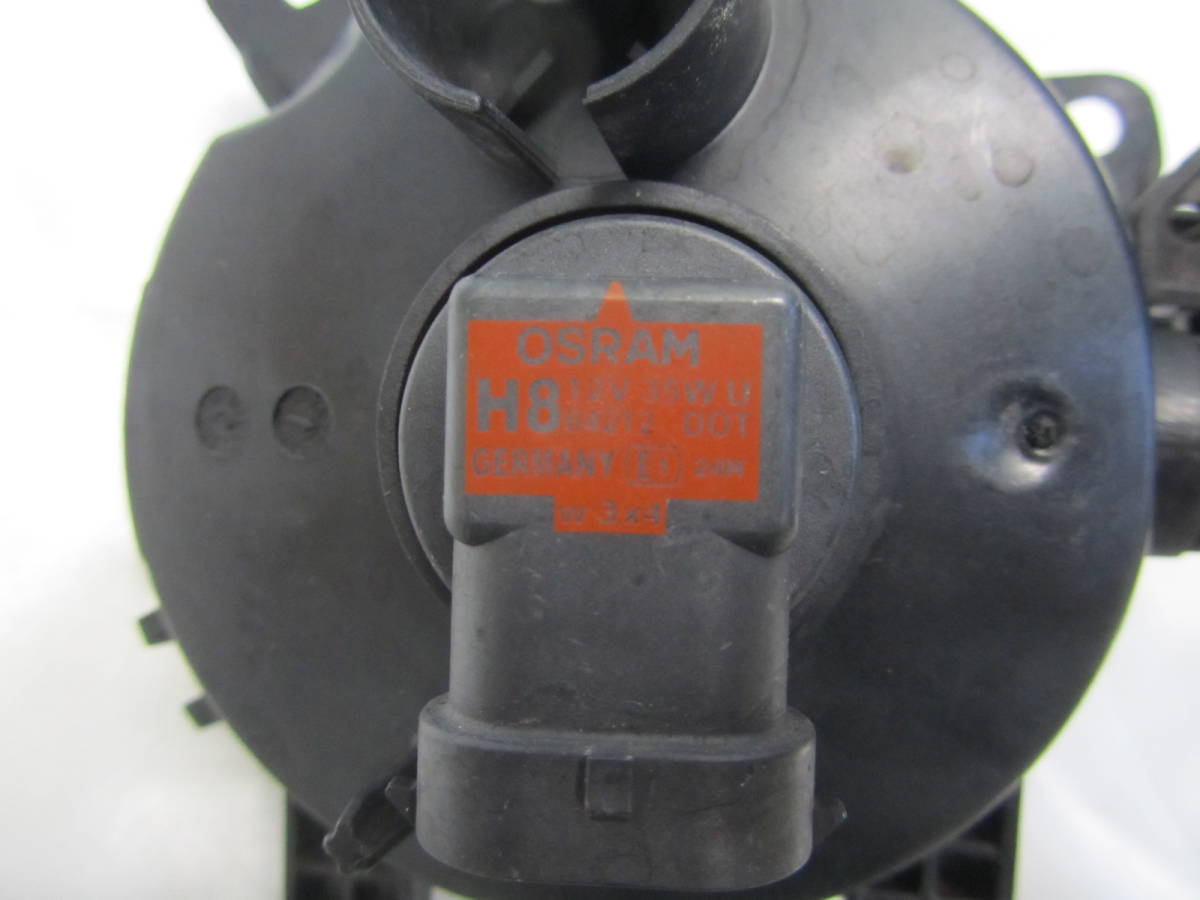 OSRAM
H8 12V 35W U
64212 DOT
GERMANY E1 24H
W 3x4